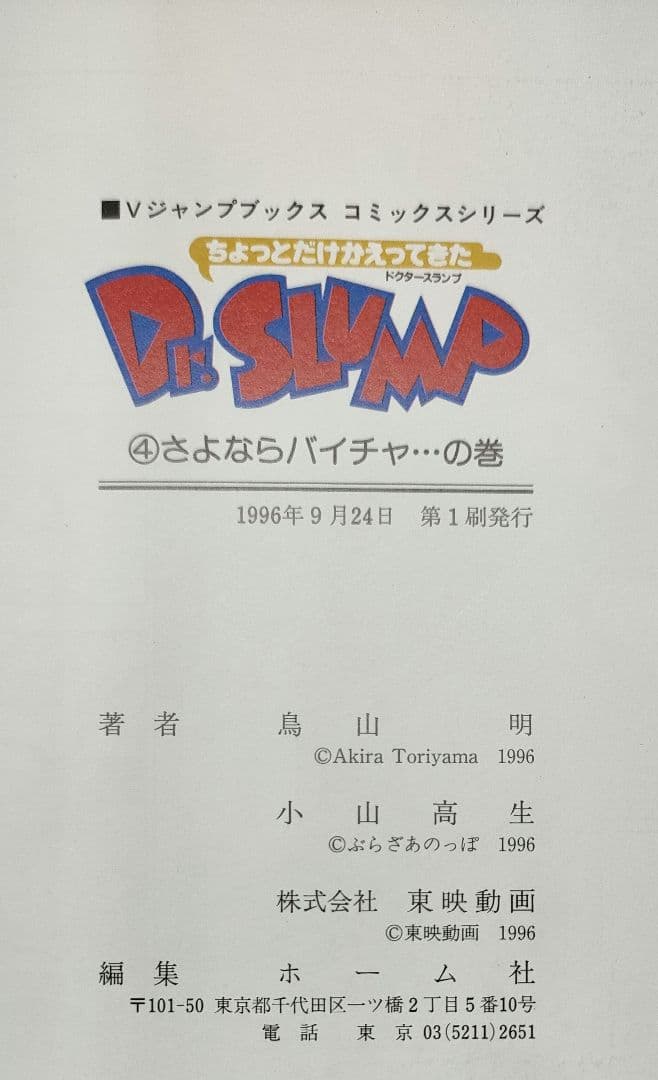 ■Vジャンプブックス コミックスシリーズ
ちょっとだけかえってきた
ドクタースランプ
Dr.SLUMP
④さよならバイチャ…の巻
1996年9月24日 第1刷発行
著者 鳥山明
©Akira Toriyama 1996
小山高生
©ぶらざあのっぽ 1996
株式会社 東映動画
©東映動画 1996
編集 ホーム社
〒101-50 東京都千代田区一ツ橋2丁目5番10号
電話 東京 03(5211)2651